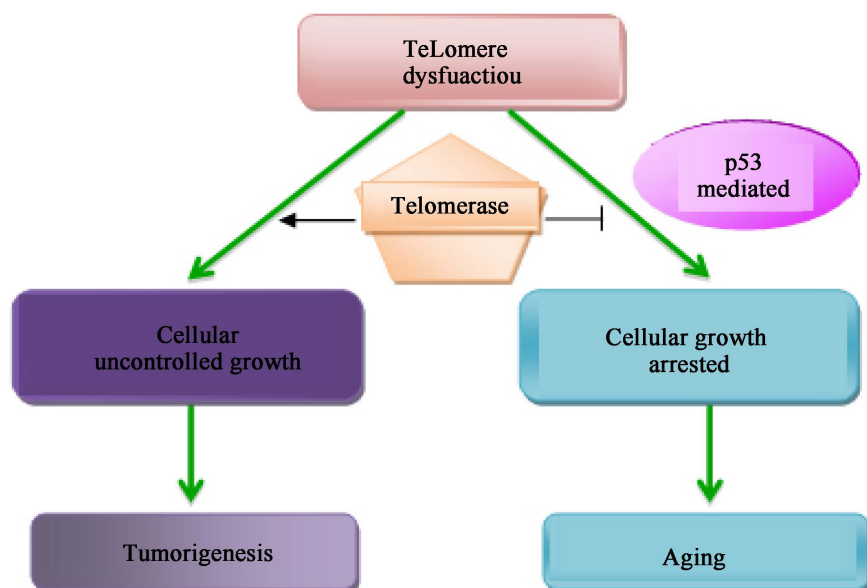 TeLomere
dysfuactiou
p53
mediated
Telomerase
Cellular
uncontrolled growth
Cellular growth
arrested
Tumorigenesis
Aging